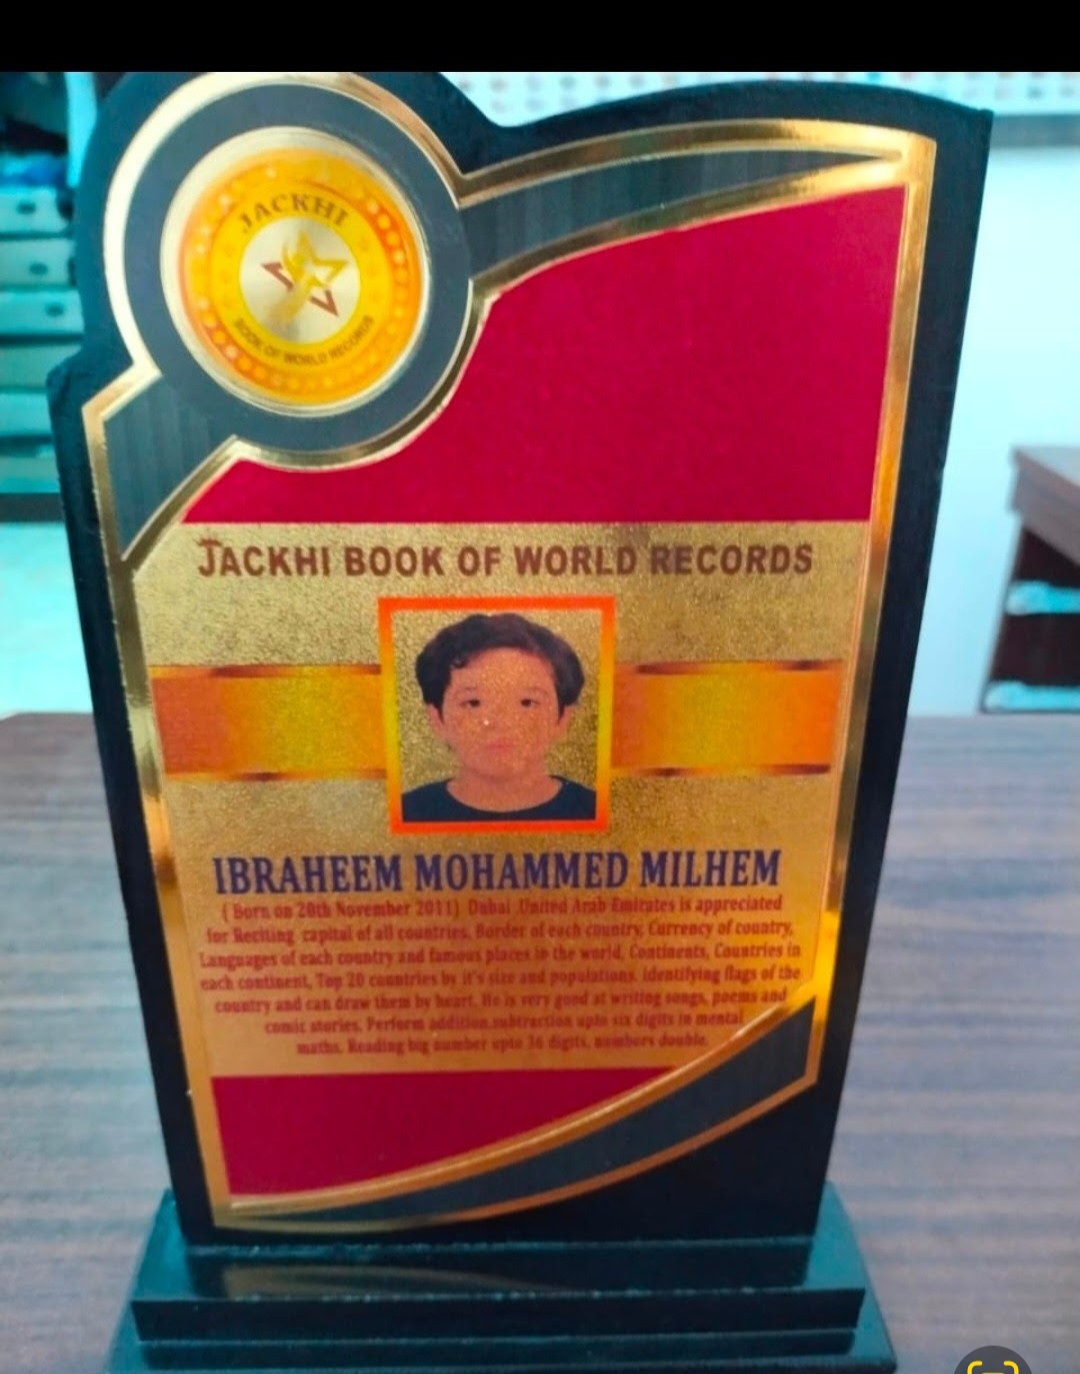 JACKHI
BOOK OF WORLD RECORDS
JACKHI BOOK OF WORLD RECORDS
IBRAHEEM MOHAMMED MILHEM
( Born on 20th November 2011) Dubai .United Arab Emirates is appreciated
for Reciting capital of all countries, Border of each country, Currency of country,
Languages of each country and famous places in the world, Continents, Countries in
each continent, Top 20 countries by it's size and populations. Identifying flags of the
country and can draw them by heart. He is very good at writing songs, poems and
comic stories. Perform addition,subtraction upto six digits in mental
maths. Reading big number upto 36 digits, numbers double.